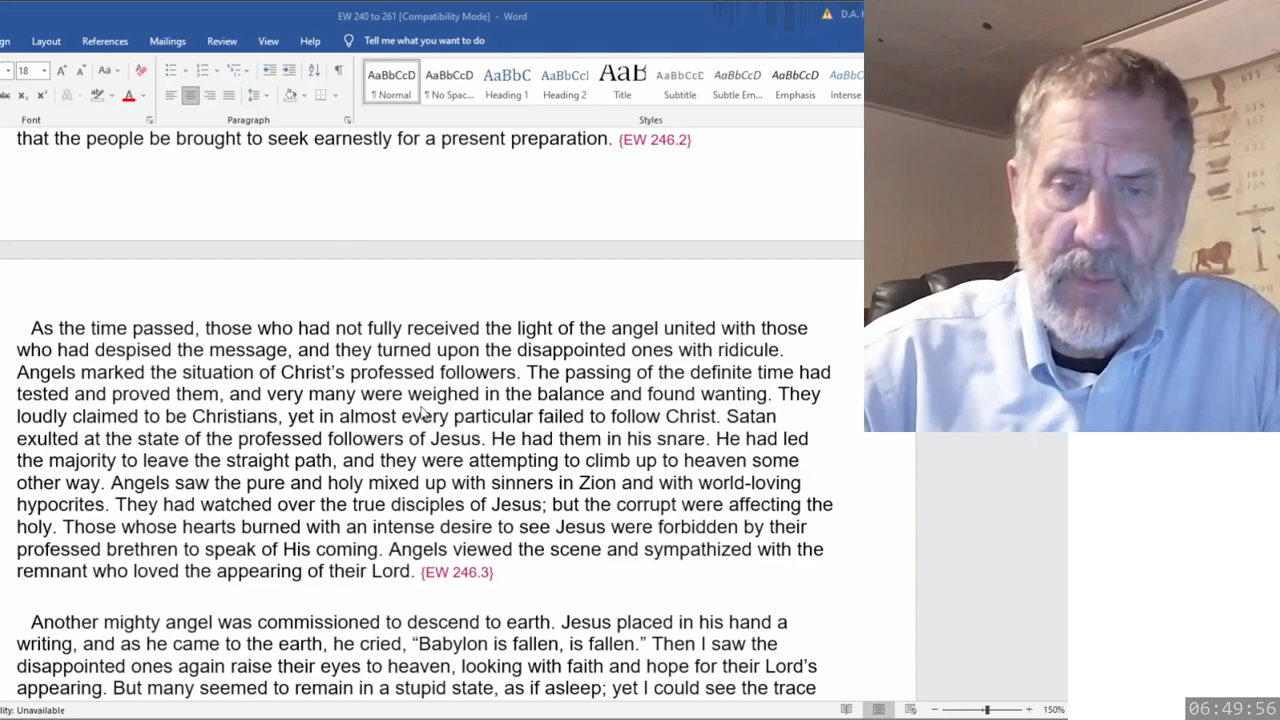 EW 240 to 261 [Compatibility Mode] - Word
D.A.
gn Layout References Mailings Review View Help Tell me what you want to do
18 Aa
AaBbCcD AaBbCcD AaBbC AaBbCcl AaB AaBbCcD AaBbCcD AaBbCcD AaBbC
¶ Normal ¶ No Spac... Heading 1 Heading 2 Title Subtitle Subtle Em... Emphasis Intense
Font Paragraph Styles
that the people be brought to seek earnestly for a present preparation. {EW 246.2}
As the time passed, those who had not fully received the light of the angel united with those
who had despised the message, and they turned upon the disappointed ones with ridicule.
Angels marked the situation of Christ’s professed followers. The passing of the definite time had
tested and proved them, and very many were weighed in the balance and found wanting. They
loudly claimed to be Christians, yet in almost every particular failed to follow Christ. Satan
exulted at the state of the professed followers of Jesus. He had them in his snare. He had led
the majority to leave the straight path, and they were attempting to climb up to heaven some
other way. Angels saw the pure and holy mixed up with sinners in Zion and with world-loving
hypocrites. They had watched over the true disciples of Jesus; but the corrupt were affecting the
holy. Those whose hearts burned with an intense desire to see Jesus were forbidden by their
professed brethren to speak of His coming. Angels viewed the scene and sympathized with the
remnant who loved the appearing of their Lord. {EW 246.3}
Another mighty angel was commissioned to descend to earth. Jesus placed in his hand a
writing, and as he came to the earth, he cried, “Babylon is fallen, is fallen.” Then I saw the
disappointed ones again raise their eyes to heaven, looking with faith and hope for their Lord’s
appearing. But many seemed to remain in a stupid state, as if asleep; yet I could see the trace
lity: Unavailable
150%
06:49:56